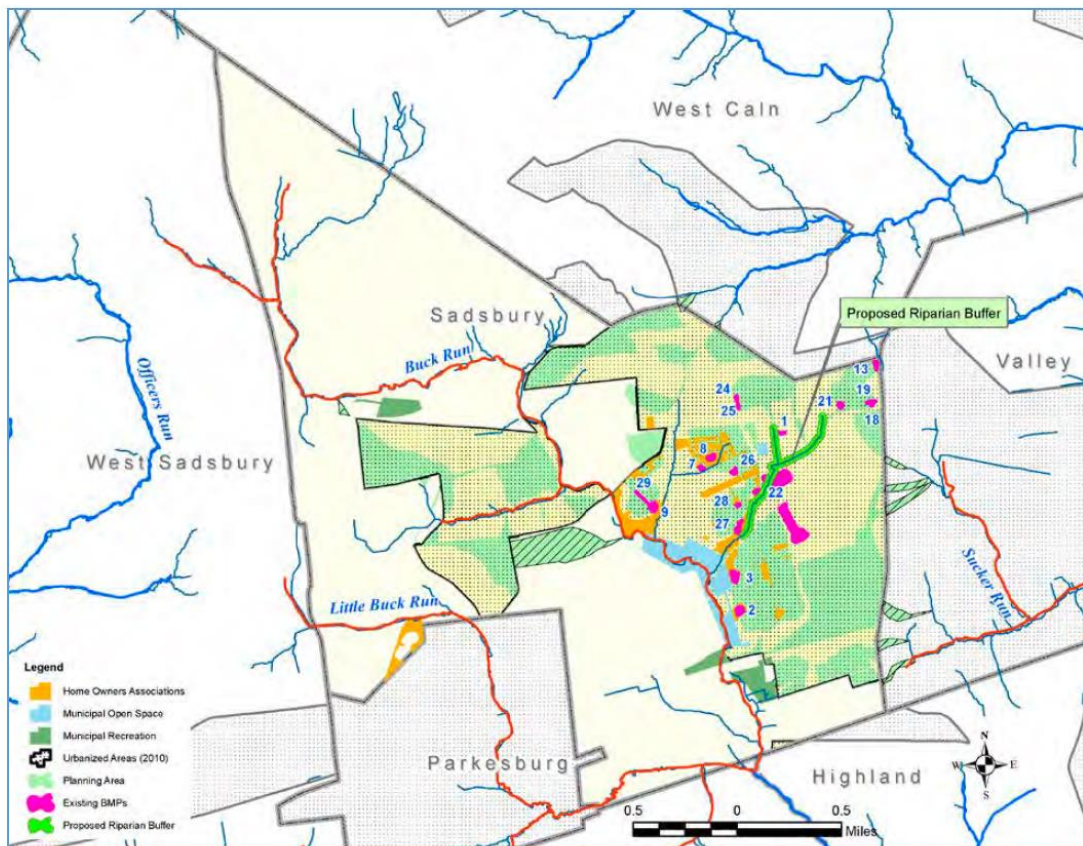 West Caln
Proposed Riparian Buffer
Sadsbury
Valley
Buck Run
Officers Run
West Sadsbury
13
19
24
21
25
18
1
8
7
26
29
22
28
9
27
Sucker Run
3
Little Buck Run
2
Legend
Home Owners Associations
Municipal Open Space
Municipal Recreation
Urbanized Areas (2010)
Planning Area
Existing BMPs
Proposed Riparian Buffer
Parkesburg
Highland
N
W E
S
0.5 0 0.5
Miles